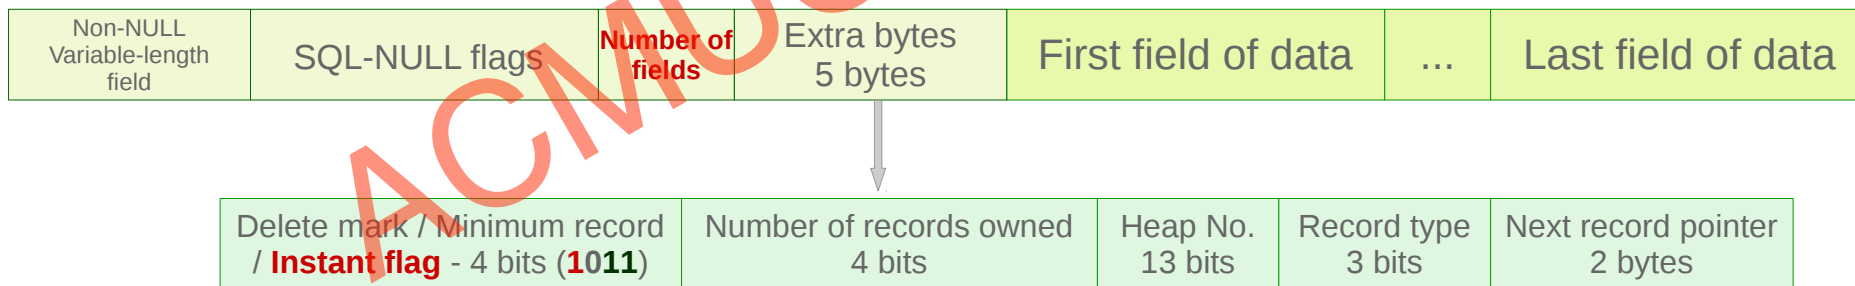 Non-NULL
Variable-length
field
SQL-NULL flags
Number of
fields
Extra bytes
5 bytes
First field of data
...
Last field of data
Delete mark / Minimum record
/ Instant flag - 4 bits (1011)
Number of records owned
4 bits
Heap No.
13 bits
Record type
3 bits
Next record pointer
2 bytes